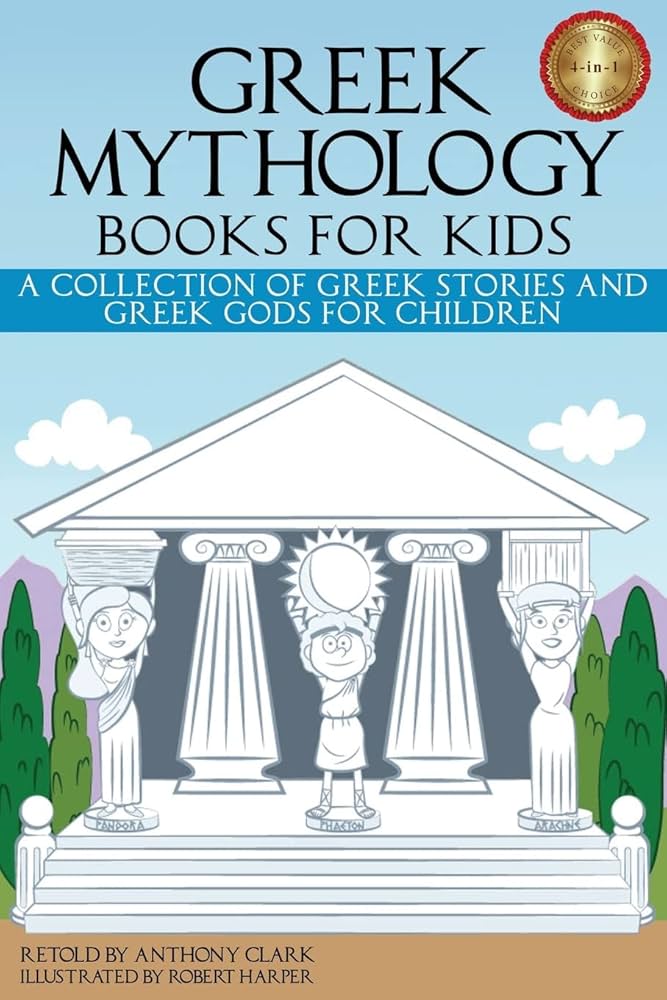 BEST VALUE
4-in-1
CHOICE
GREEK
MYTHOLOGY
BOOKS FOR KIDS
A COLLECTION OF GREEK STORIES AND
GREEK GODS FOR CHILDREN
PANDORA
PHAETON
ARACHNE
RETOLD BY ANTHONY CLARK
ILLUSTRATED BY ROBERT HARPER